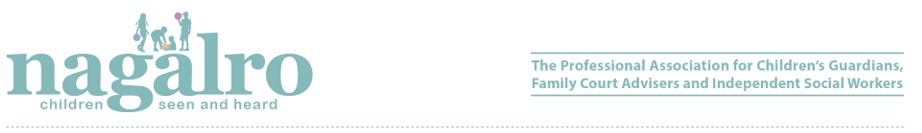 nagalro
children seen and heard
The Professional Association for Children's Guardians,
Family Court Advisers and Independent Social Workers